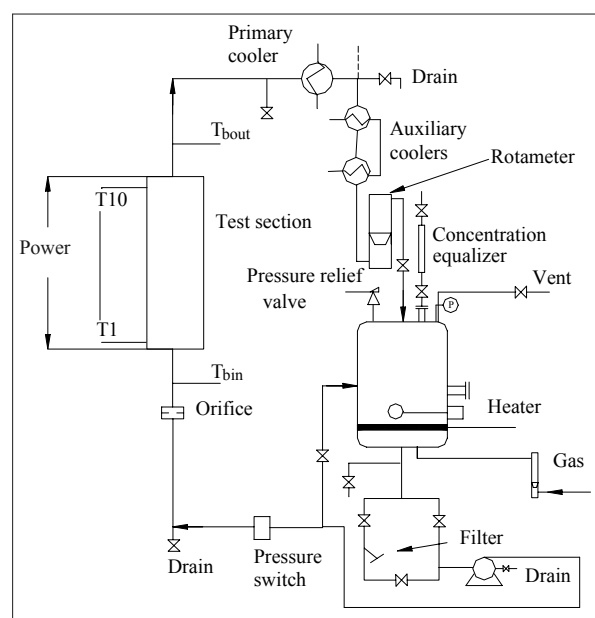 Primary
cooler
Drain
Tbout
Auxiliary
coolers
Rotameter
T10
Test section
Power
Concentration
equalizer
Pressure relief
valve
Vent
P
T1
Tbin
Orifice
Heater
Gas
Filter
Drain
Pressure
switch
Drain